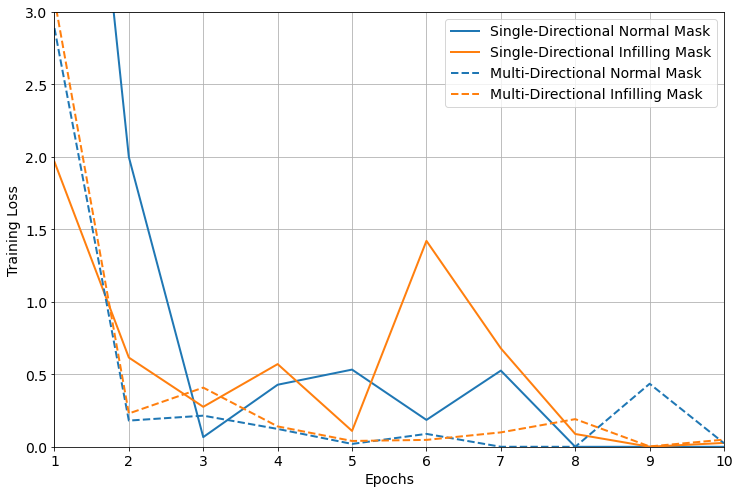 3.0
2.5
2.0
1.5
1.0
0.5
0.0
Training Loss
Single-Directional Normal Mask
Single-Directional Infilling Mask
Multi-Directional Normal Mask
Multi-Directional Infilling Mask
1 2 3 4 5 6 7 8 9 10
Epochs